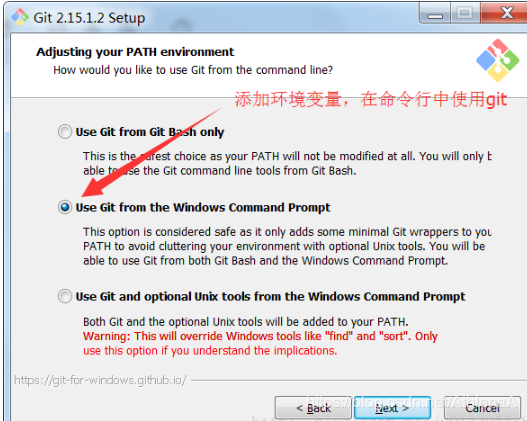 Git 2.15.1.2 Setup
Adjusting your PATH environment
How would you like to use Git from the command line?
添加环境变量，在命令行中使用git
Use Git from Git Bash only
This is the safest choice as your PATH will not be modified at all. You will only b
able to use the Git command line tools from Git Bash.
Use Git from the Windows Command Prompt
This option is considered safe as it only adds some minimal Git wrappers to you
PATH to avoid cluttering your environment with optional Unix tools. You will be
able to use Git from both Git Bash and the Windows Command Prompt.
Use Git and optional Unix tools from the Windows Command Prompt
Both Git and the optional Unix tools will be added to your PATH.
Warning: This will override Windows tools like "find" and "sort". Only
use this option if you understand the implications.
https://git-for-windows.github.io/
< Back
Next >
Cancel